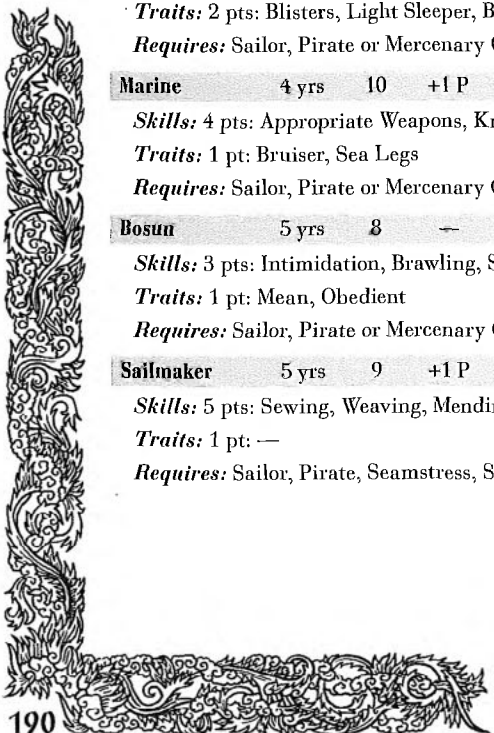 Traits: 2 pts: Blisters, Light Sleeper, B
Requires: Sailor, Pirate or Mercenary
Marine 4 yrs 10 +1 P
Skills: 4 pts: Appropriate Weapons, Kn
Traits: 1 pt: Bruiser, Sea Legs
Requires: Sailor, Pirate or Mercenary
Bosun 5 yrs 8 —
Skills: 3 pts: Intimidation, Brawling, S
Traits: 1 pt: Mean, Obedient
Requires: Sailor, Pirate or Mercenary
Sailmaker 5 yrs 9 +1 P
Skills: 5 pts: Sewing, Weaving, Mendin
Traits: 1 pt: —
Requires: Sailor, Pirate, Seamstress, S
190